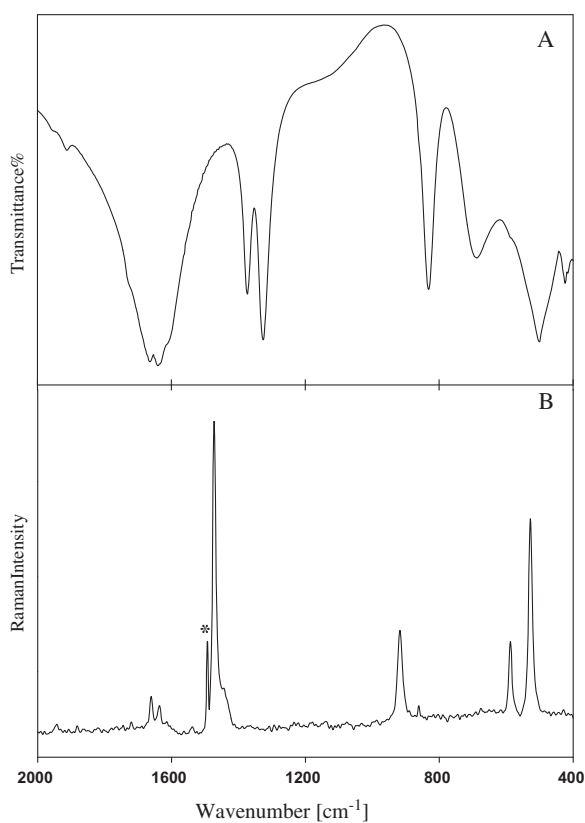 A
Transmittance%
B
RamanIntensity
*
2000 1600 1200 800 400
Wavenumber [cm⁻¹]